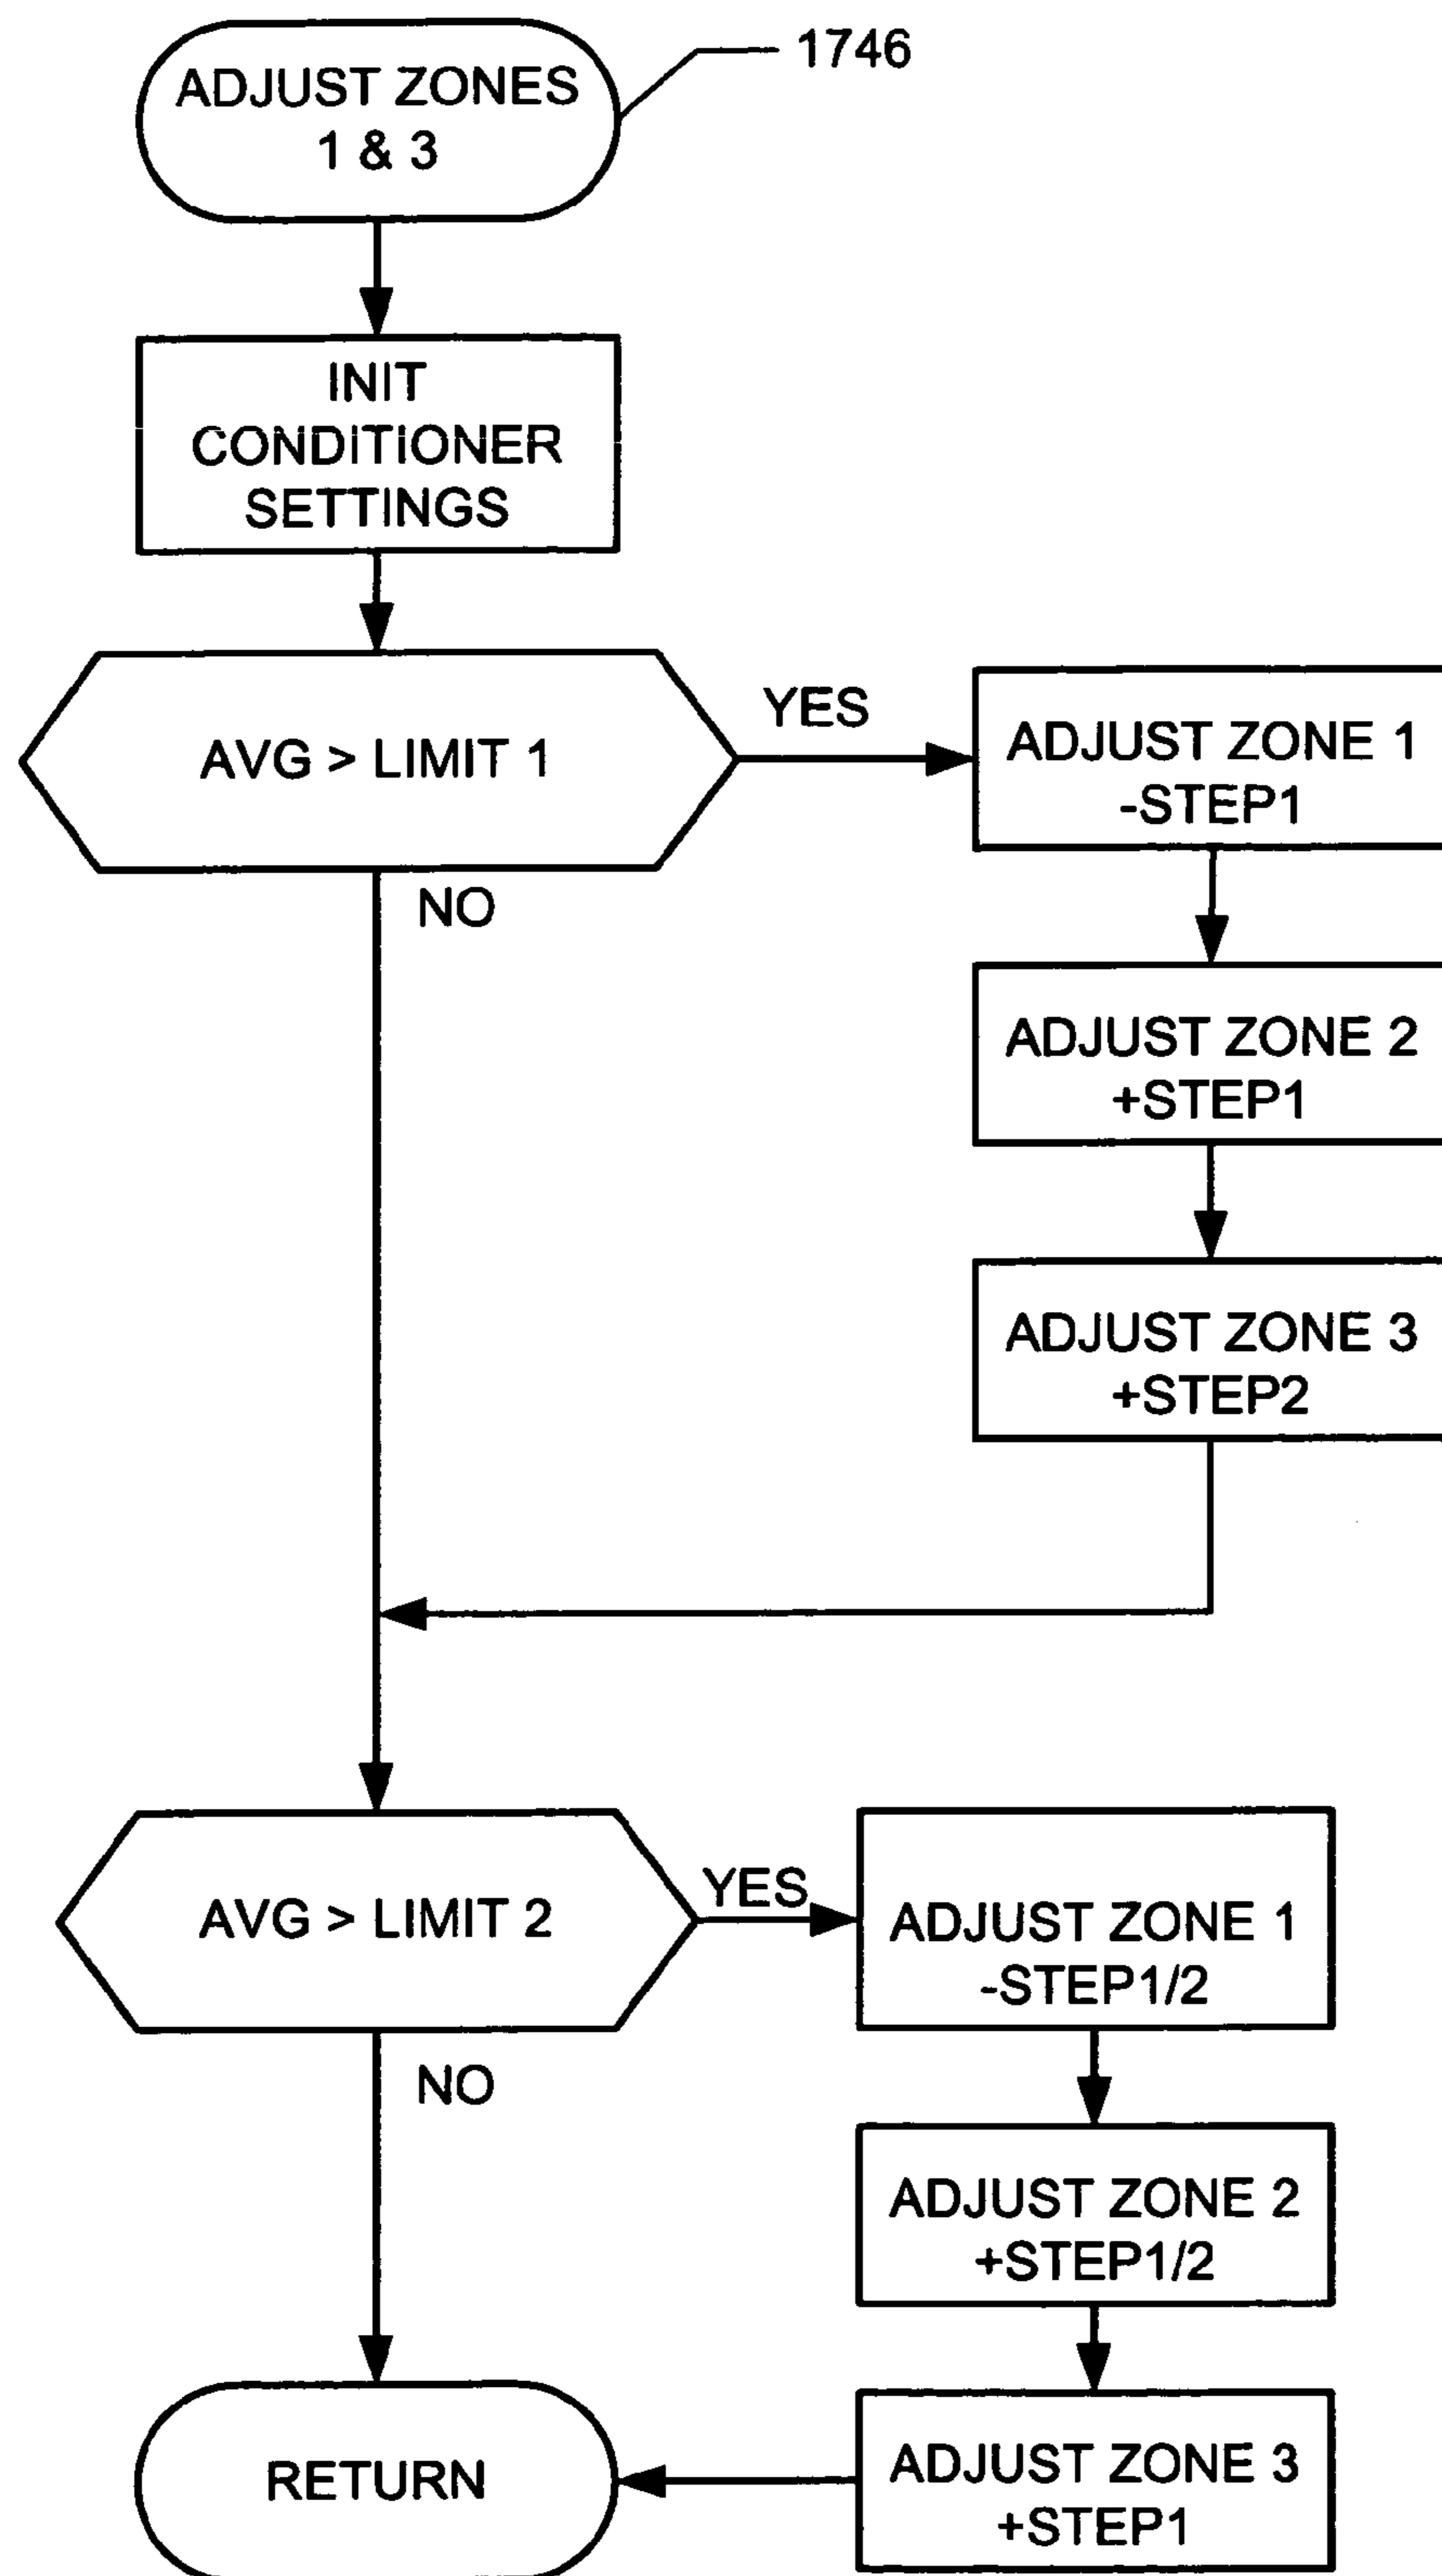 ADJUST ZONES
1 & 3
1746
INIT
CONDITIONER
SETTINGS
AVG > LIMIT 1
YES
NO
ADJUST ZONE 1
-STEP1
ADJUST ZONE 2
+STEP1
ADJUST ZONE 3
+STEP2
AVG > LIMIT 2
YES
NO
ADJUST ZONE 1
-STEP1/2
ADJUST ZONE 2
+STEP1/2
ADJUST ZONE 3
+STEP1
RETURN